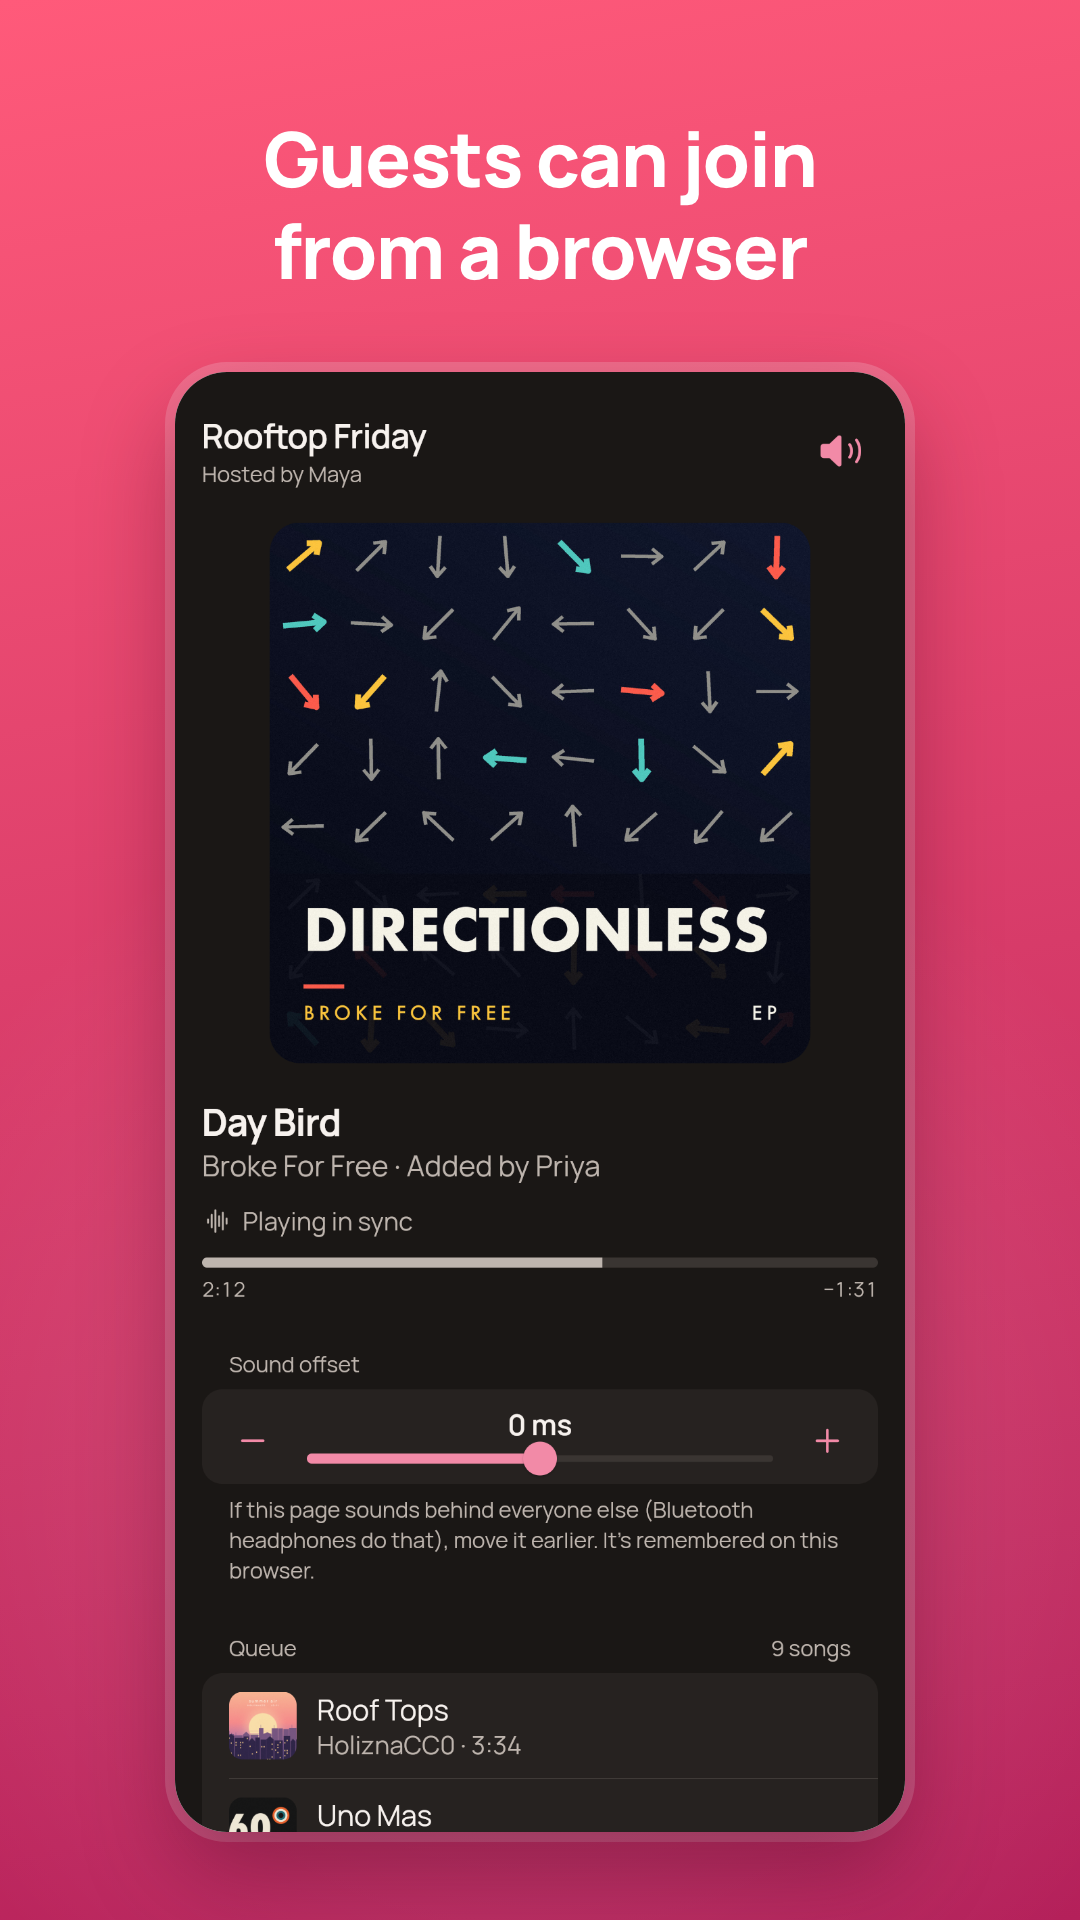 Guests can join
from a browser
Rooftop Friday
Hosted by Maya
DIRECTIONLESS
BROKE FOR FREE EP
Day Bird
Broke For Free · Added by Priya
Playing in sync
2:12 −1:31
Sound offset
0 ms
If this page sounds behind everyone else (Bluetooth
headphones do that), move it earlier. It’s remembered on this
browser.
Queue 9 songs
Roof Tops
HoliznaCC0 · 3:34
60°
Uno Mas